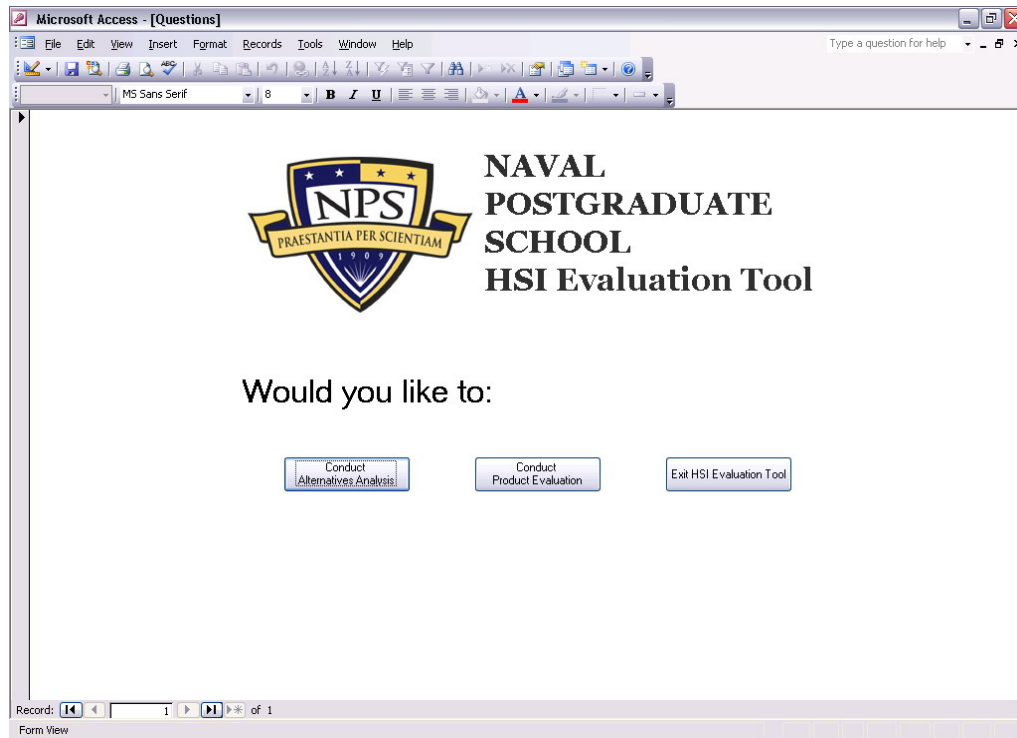 Microsoft Access - [Questions]
File Edit View Insert Format Records Tools Window Help
Type a question for help
ABC
MS Sans Serif 8 B I U A
NPS
PRAESTANTIA PER SCIENTIAM
1909
NAVAL
POSTGRADUATE
SCHOOL
HSI Evaluation Tool
Would you like to:
Conduct
Alternatives Analysis
Conduct
Product Evaluation
Exit HSI Evaluation Tool
Record: 1 of 1
Form View